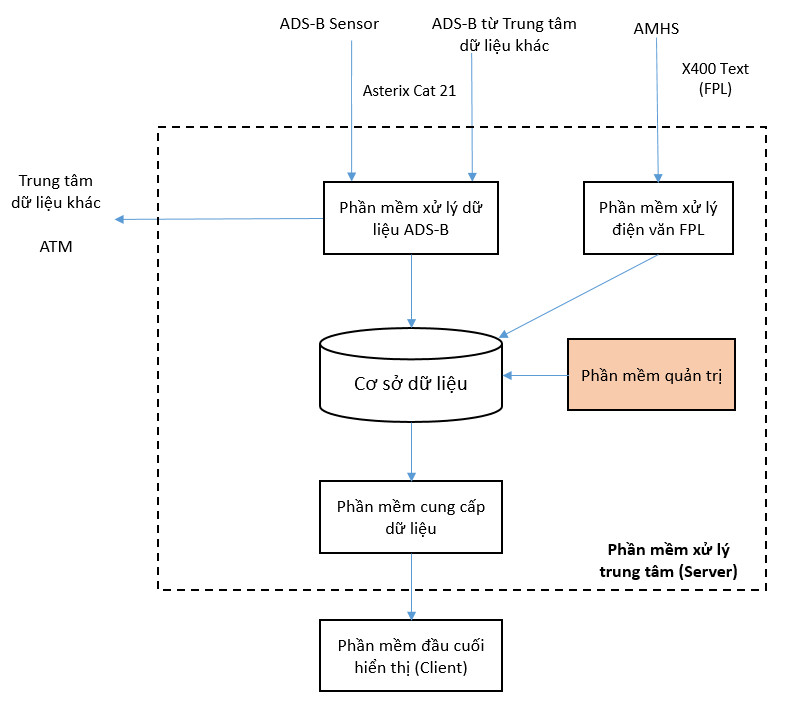 ADS-B Sensor
ADS-B từ Trung tâm
dữ liệu khác
AMHS
Asterix Cat 21
X400 Text
(FPL)
Trung tâm
dữ liệu khác
ATM
Phần mềm xử lý dữ
liệu ADS-B
Phần mềm xử lý
điện văn FPL
Cơ sở dữ liệu
Phần mềm quản trị
Phần mềm cung cấp
dữ liệu
Phần mềm xử lý
trung tâm (Server)
Phần mềm đầu cuối
hiển thị (Client)